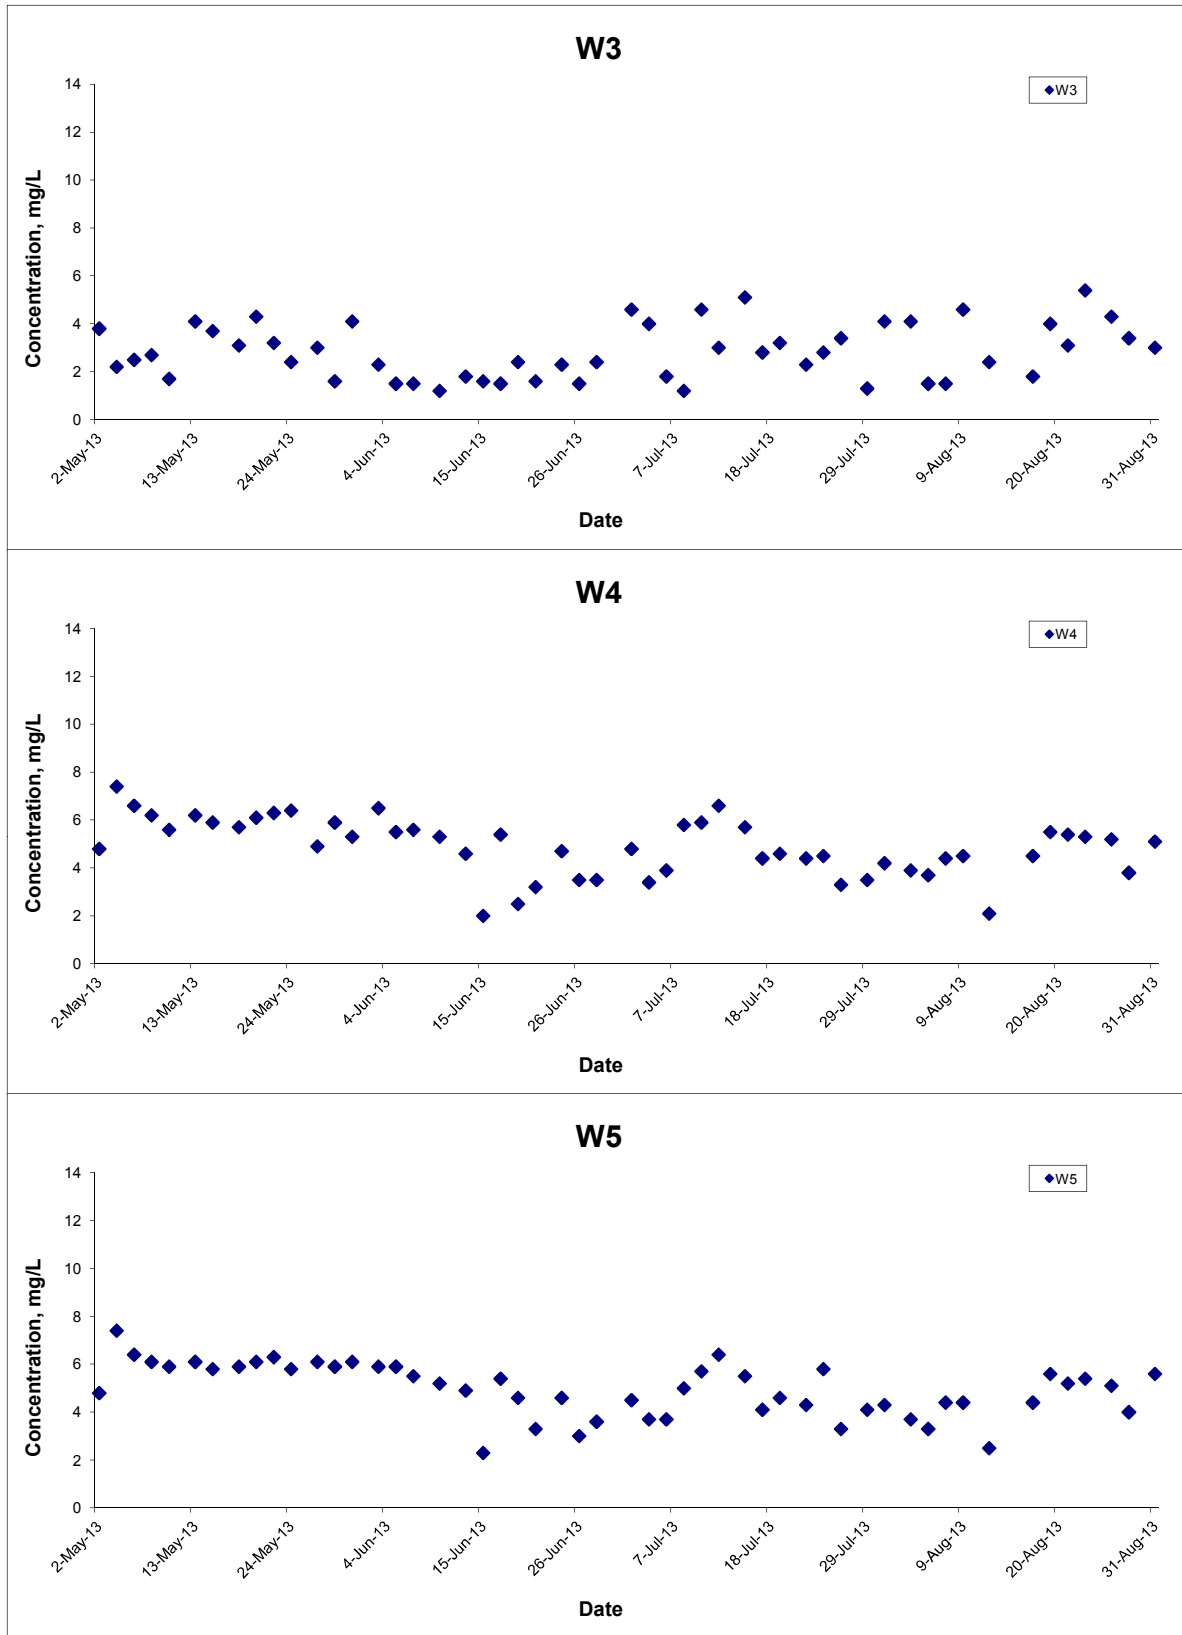 W3
W3
14
12
10
8
6
4
2
0
Concentration, mg/L
2-May-13
13-May-13
24-May-13
4-Jun-13
15-Jun-13
26-Jun-13
7-Jul-13
18-Jul-13
29-Jul-13
9-Aug-13
20-Aug-13
31-Aug-13
Date
W4
W4
14
12
10
8
6
4
2
0
Concentration, mg/L
2-May-13
13-May-13
24-May-13
4-Jun-13
15-Jun-13
26-Jun-13
7-Jul-13
18-Jul-13
29-Jul-13
9-Aug-13
20-Aug-13
31-Aug-13
Date
W5
W5
14
12
10
8
6
4
2
0
Concentration, mg/L
2-May-13
13-May-13
24-May-13
4-Jun-13
15-Jun-13
26-Jun-13
7-Jul-13
18-Jul-13
29-Jul-13
9-Aug-13
20-Aug-13
31-Aug-13
Date